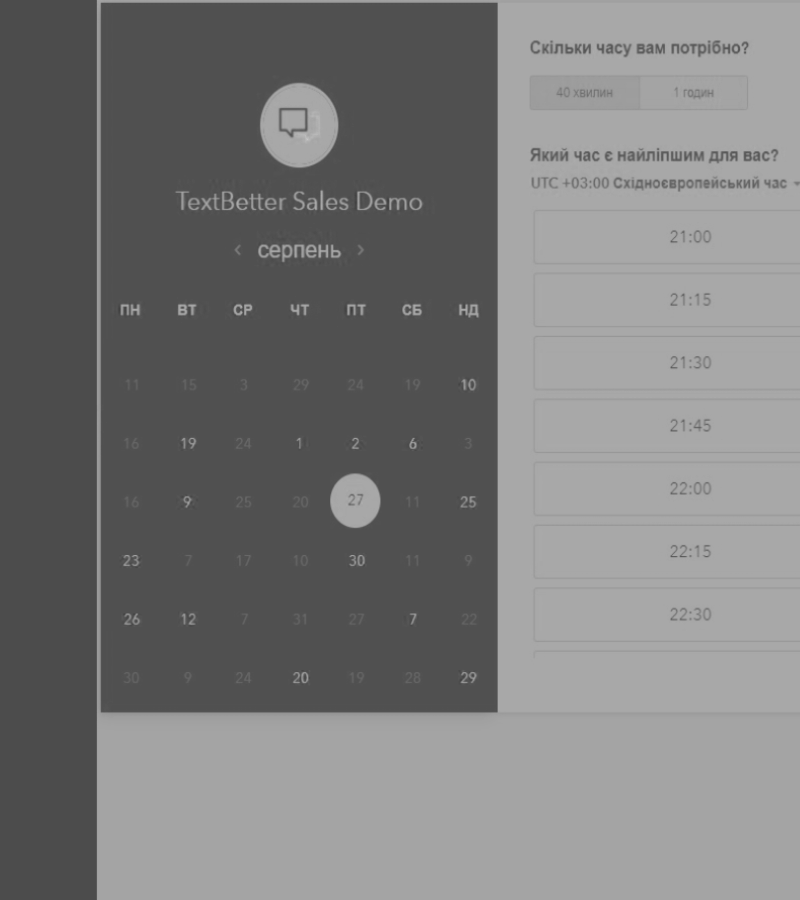 TextBetter Sales Demo
< серпень >
ПН ВТ СР ЧТ ПТ СБ НД
11 15 3 29 24 19 10
16 19 24 1 2 6 3
16 9 25 20 27 11 25
23 7 17 10 30 11 9
26 12 7 31 27 7 22
30 9 24 20 19 28 29
Скільки часу вам потрібно?
40 хвилин 1 годин
Який час є найліпшим для вас?
UTC +03:00 Східноєвропейський час
21:00
21:15
21:30
21:45
22:00
22:15
22:30